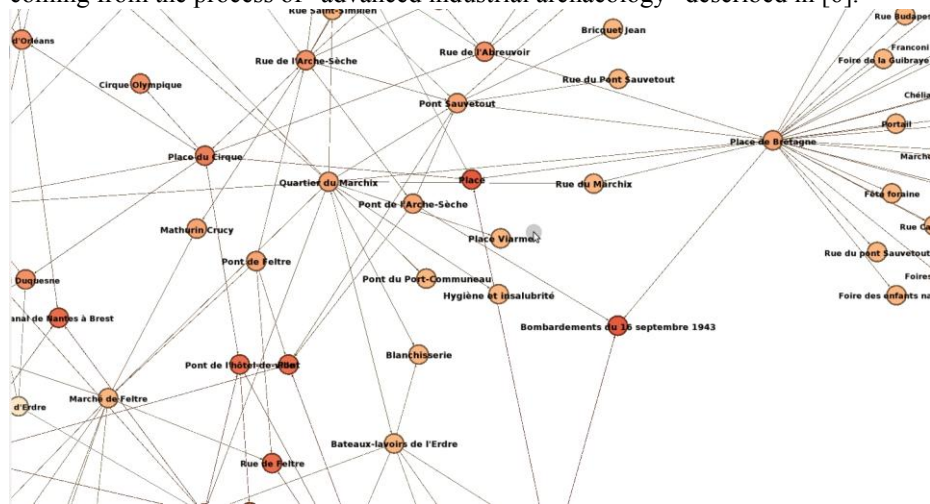 coming from the process of "advanced industrial archaeology" described in [6].
Rue Saint-Similien
Rue Budapes
d'Orléans
Bricquet Jean
Rue de l'Abreuvoir
Franconi
Rue de l'Arche-Sèche
Foire de la Guibraye
Cirque Olympique
Rue du Pont Sauvetout
Chélia
Pont Sauvetout
Portail
Place de Bretagne
Place du Cirque
Marché
Quartier du Marchix
Place
Rue du Marchix
Fête foraine
Pont de l'Arche-Sèche
Rue Ca
Mathurin Crucy
Place Viarme
Rue du pont Sauvetout
Pont de Feltre
Foires
Duquesne
Pont du Port-Communeau
Hygiène et insalubrité
Foire des enfants na
anal de Nantes à Brest
Bombardements du 16 septembre 1943
Blanchisserie
Pont de l'hôtel-de-ville
Marché de Feltre
d'Erdre
Bateaux-lavoirs de l'Erdre
Rue de Feltre